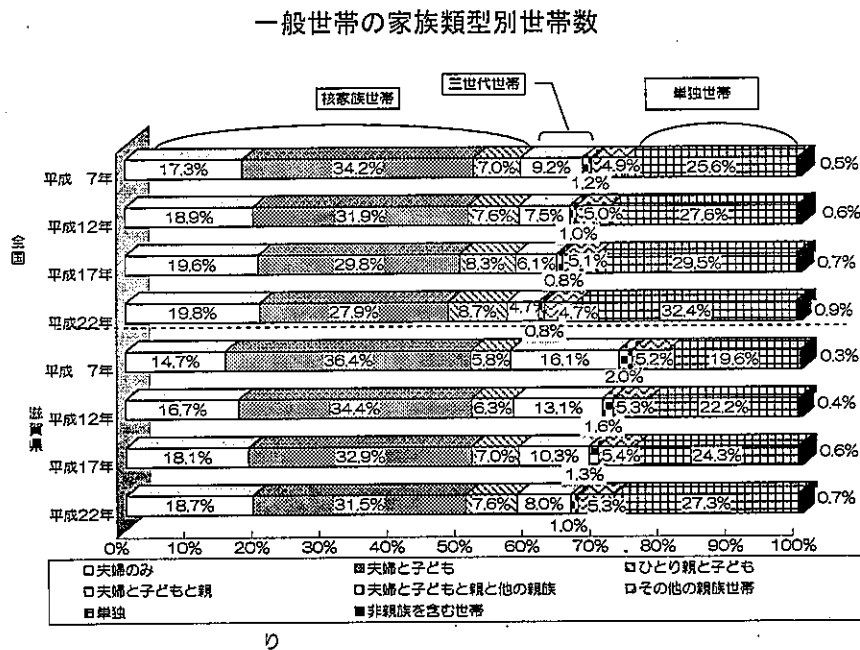 一般世帯の家族類型別世帯数
核家族世帯
三世代世帯
単独世帯
全国
平成 7年 17.3% 34.2% 7.0% 9.2% 1.2% 4.9% 25.6% 0.5%
平成12年 18.9% 31.9% 7.6% 7.5% 1.0% 5.0% 27.6% 0.6%
平成17年 19.6% 29.8% 8.3% 6.1% 0.8% 5.1% 29.5% 0.7%
平成22年 19.8% 27.9% 8.7% 4.7% 0.8% 4.7% 32.4% 0.9%
滋賀県
平成 7年 14.7% 36.4% 5.8% 16.1% 2.0% 5.2% 19.6% 0.3%
平成12年 16.7% 34.4% 6.3% 13.1% 1.6% 5.3% 22.2% 0.4%
平成17年 18.1% 32.9% 7.0% 10.3% 1.3% 5.4% 24.3% 0.6%
平成22年 18.7% 31.5% 7.6% 8.0% 1.0% 5.3% 27.3% 0.7%
0% 10% 20% 30% 40% 50% 60% 70% 80% 90% 100%
夫婦のみ 夫婦と子ども ひとり親と子ども
夫婦と子どもと親 夫婦と子どもと親と他の親族 その他の親族世帯
単独 非親族を含む世帯
り